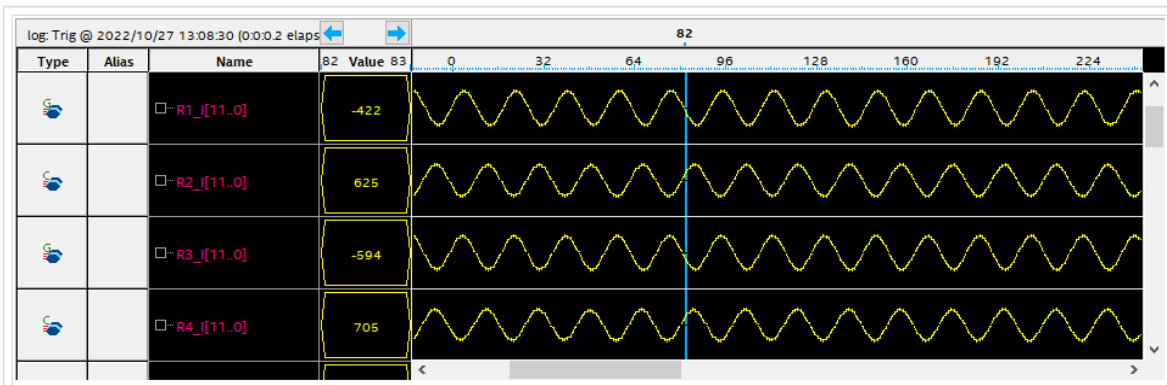 log: Trig @ 2022/10/27 13:08:30 (0:0:0.2 elaps
82
Type Alias Name 82 Value 83 0 32 64 96 128 160 192 224
R1_I[11..0] -422
R2_I[11..0] 625
R3_I[11..0] -594
R4_I[11..0] 705